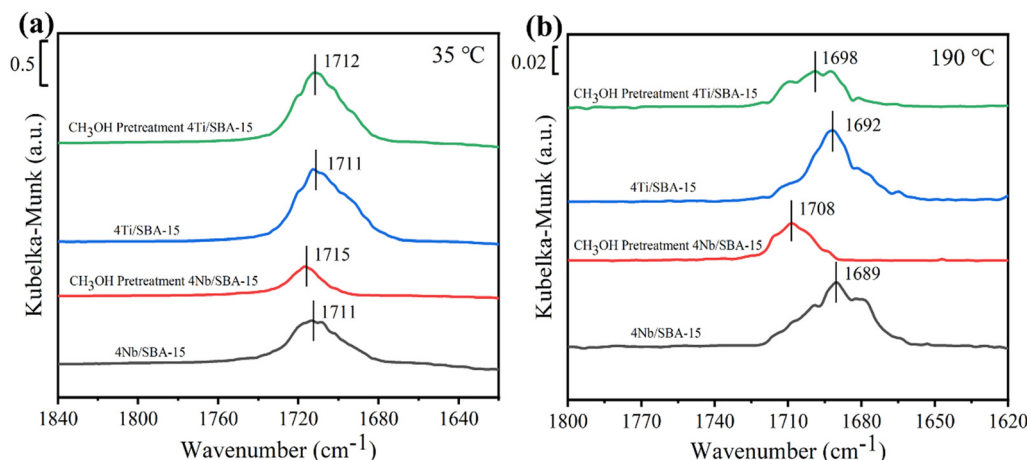 (a)
0.5
35 °C
1712
CH3OH Pretreatment 4Ti/SBA-15
1711
4Ti/SBA-15
1715
CH3OH Pretreatment 4Nb/SBA-15
1711
4Nb/SBA-15
Kubelka-Munk (a.u.)
1840 1800 1760 1720 1680 1640
Wavenumber (cm-1)
(b)
0.02
190 °C
1698
CH3OH Pretreatment 4Ti/SBA-15
1692
4Ti/SBA-15
1708
CH3OH Pretreatment 4Nb/SBA-15
1689
4Nb/SBA-15
Kubelka-Munk (a.u.)
1800 1770 1740 1710 1680 1650 1620
Wavenumber (cm-1)